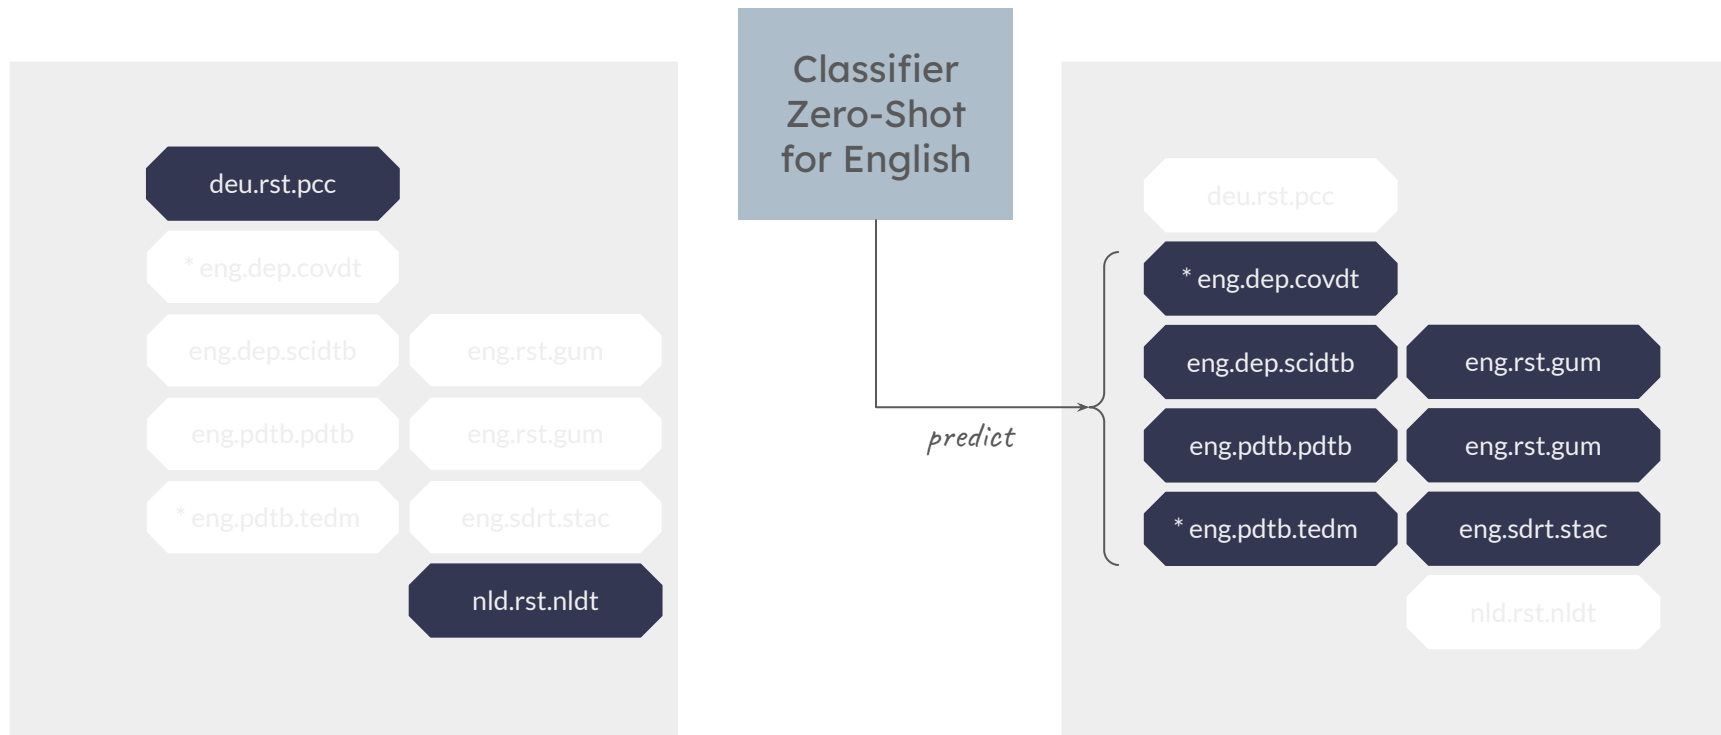 Classifier
Zero-Shot
for English
deu.rst.pcc
* eng.dep.covdt
eng.dep.scidtb
eng.rst.gum
eng.pdtb.pdtb
eng.rst.gum
* eng.pdtb.tedm
eng.sdrt.stac
nld.rst.nldt
predict
deu.rst.pcc
* eng.dep.covdt
eng.dep.scidtb
eng.rst.gum
eng.pdtb.pdtb
eng.rst.gum
* eng.pdtb.tedm
eng.sdrt.stac
nld.rst.nldt